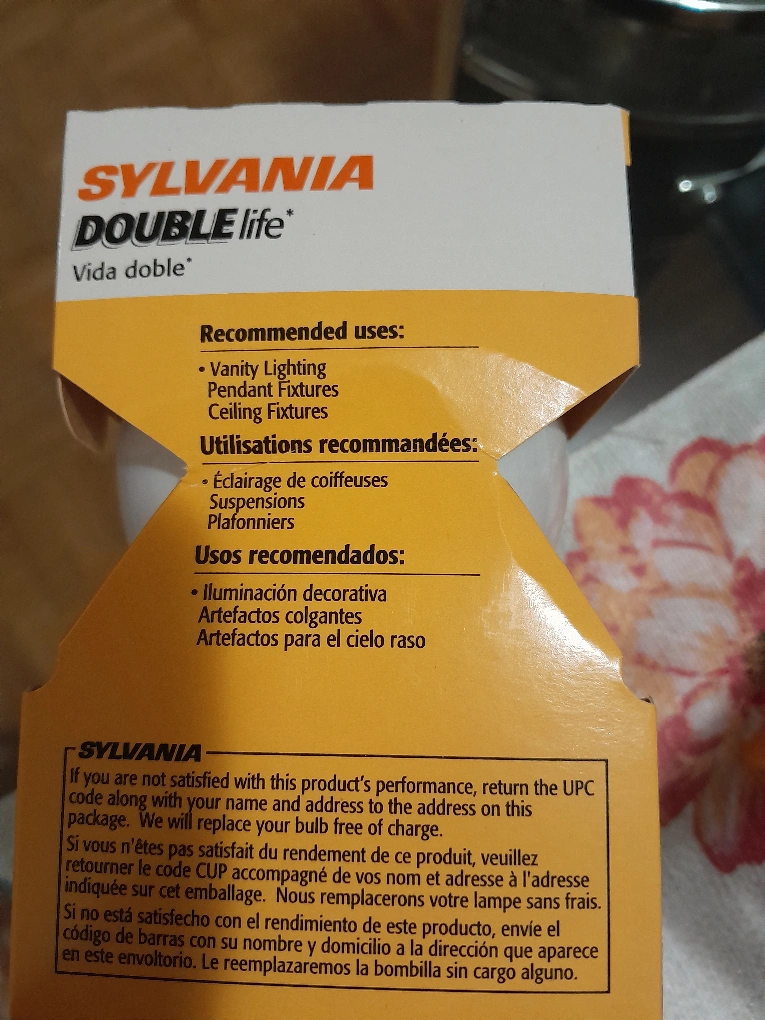 SYLVANIA
DOUBLE life*
Vida doble*
Recommended uses:
• Vanity Lighting
Pendant Fixtures
Ceiling Fixtures
Utilisations recommandées:
• Éclairage de coiffeuses
Suspensions
Plafonniers
Usos recomendados:
• Iluminación decorativa
Artefactos colgantes
Artefactos para el cielo raso
SYLVANIA
If you are not satisfied with this product's performance, return the UPC
code along with your name and address to the address on this
package. We will replace your bulb free of charge.
Si vous n'êtes pas satisfait du rendement de ce produit, veuillez
retourner le code CUP accompagné de vos nom et adresse à l'adresse
indiquée sur cet emballage. Nous remplacerons votre lampe sans frais.
Si no está satisfecho con el rendimiento de este producto, envíe el
código de barras con su nombre y domicilio a la dirección que aparece
en este envoltorio. Le reemplazaremos la bombilla sin cargo alguno.